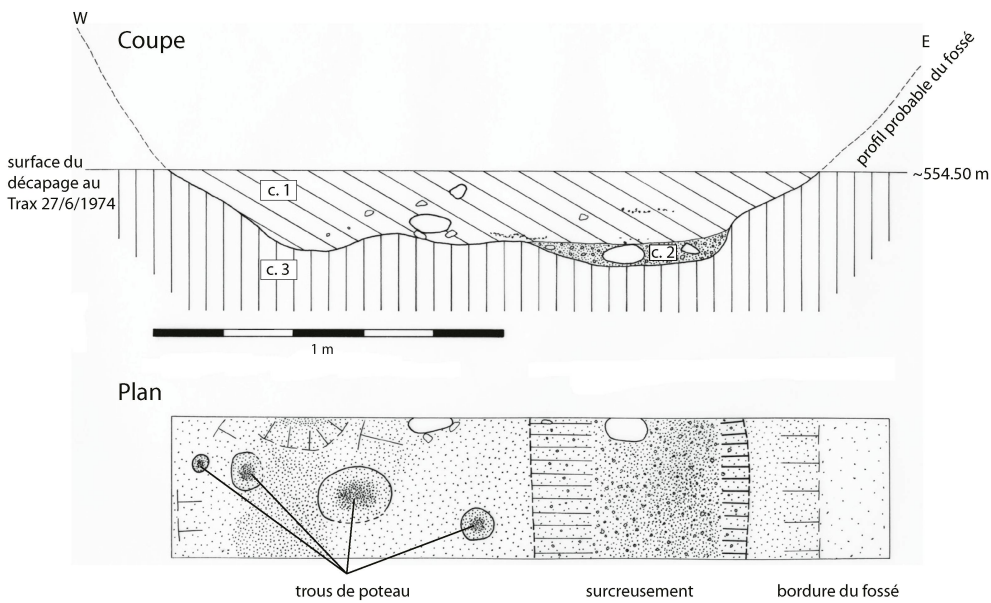 W
Coupe
E
profil probable du fossé
surface du
décapage au
Trax 27/6/1974
~554.50 m
c. 1
c. 2
c. 3
1 m
Plan
trous de poteau
surcreusement
bordure du fossé